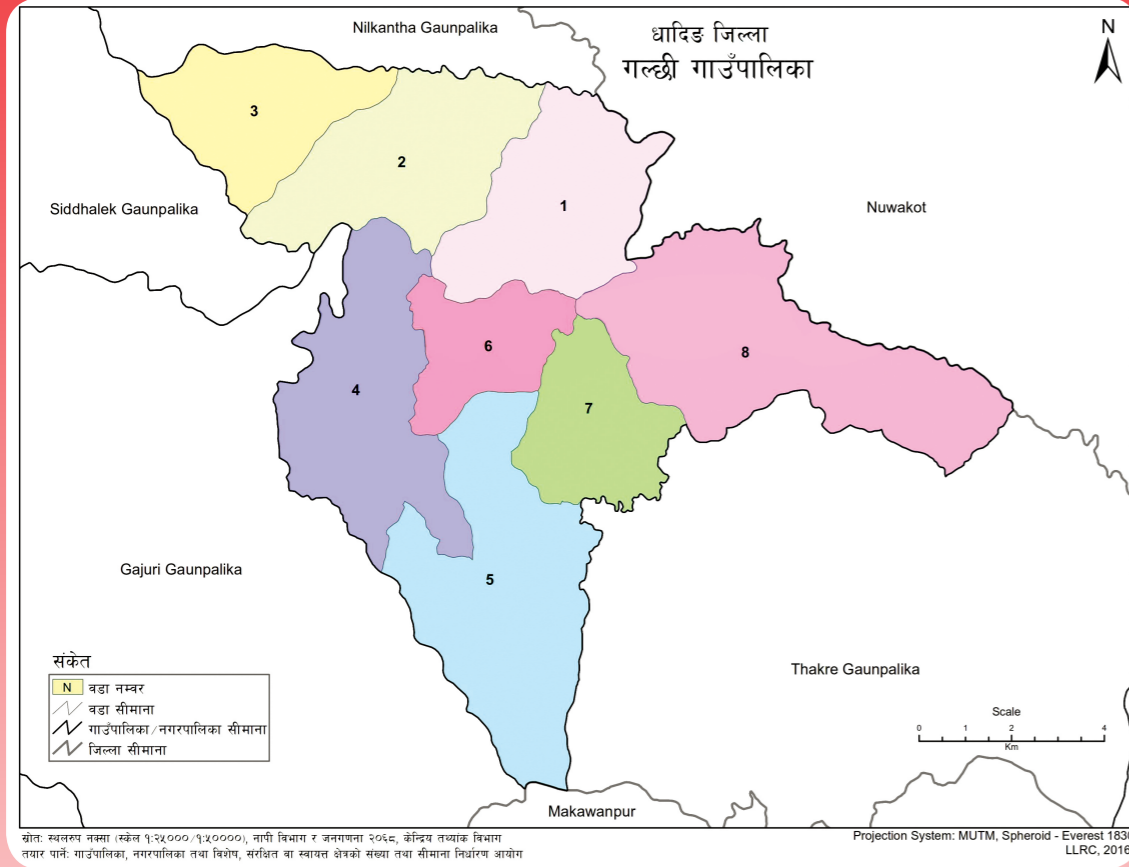 Nilkantha Gaunpalika
धादिङ जिल्ला
गल्छी गाउँपालिका
N
3
2
1
Siddhalek Gaunpalika
Nuwakot
6
8
4
7
5
Gajuri Gaunpalika
Thakre Gaunpalika
संकेत
N वडा नम्वर
वडा सीमाना
गाउँपालिका/नगरपालिका सीमाना
जिल्ला सीमाना
Scale
0 1 2 4
Km
Makawanpur
स्रोत: स्थलरुप नक्सा (स्केल १:२५०००/१:५००००), नापी विभाग र जनगणना २०६८, केन्द्रिय तथ्यांक विभाग
तयार पार्ने: गाउँपालिका, नगरपालिका तथा विशेष, संरक्षित वा स्वायत्त क्षेत्रको संख्या तथा सीमाना निर्धारण आयोग
Projection System: MUTM, Spheroid - Everest 1830
LLRC, 2016